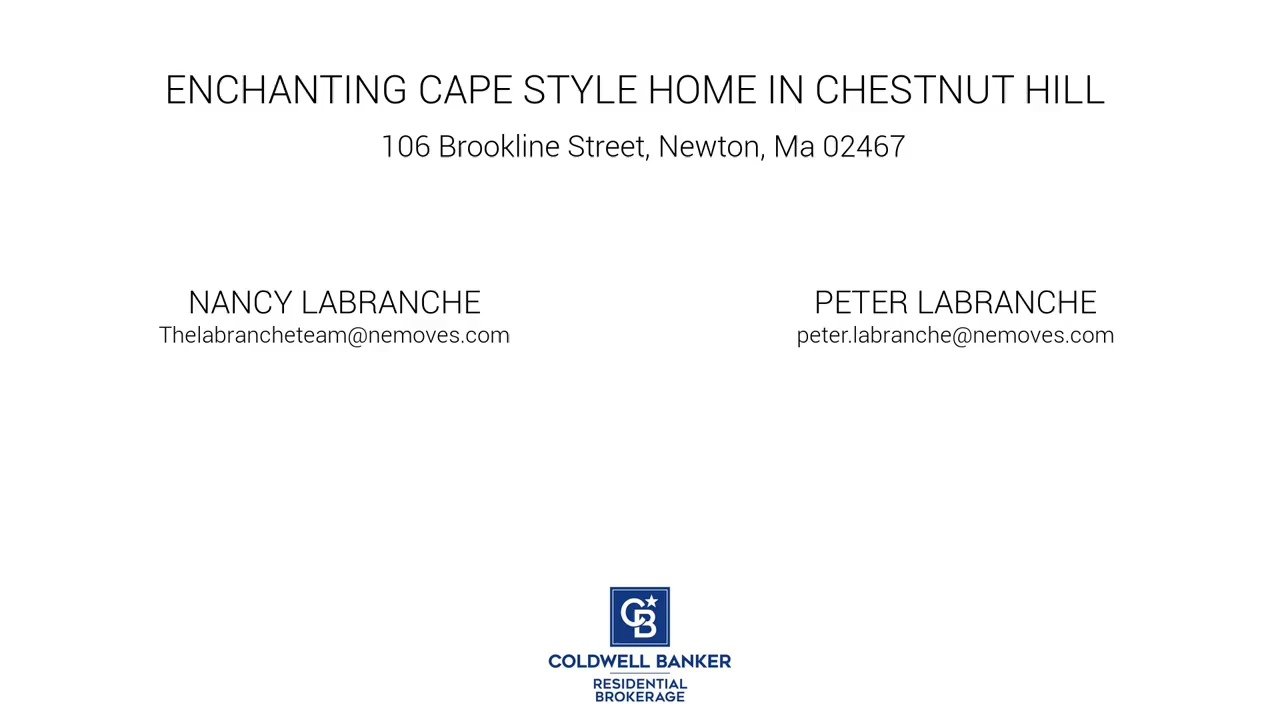 ENCHANTING CAPE STYLE HOME IN CHESTNUT HILL
106 Brookline Street, Newton, Ma 02467
NANCY LABRANCHE
Thelabrancheteam@nemoves.com
PETER LABRANCHE
peter.labranche@nemoves.com
CB
COLDWELL BANKER
RESIDENTIAL
BROKERAGE